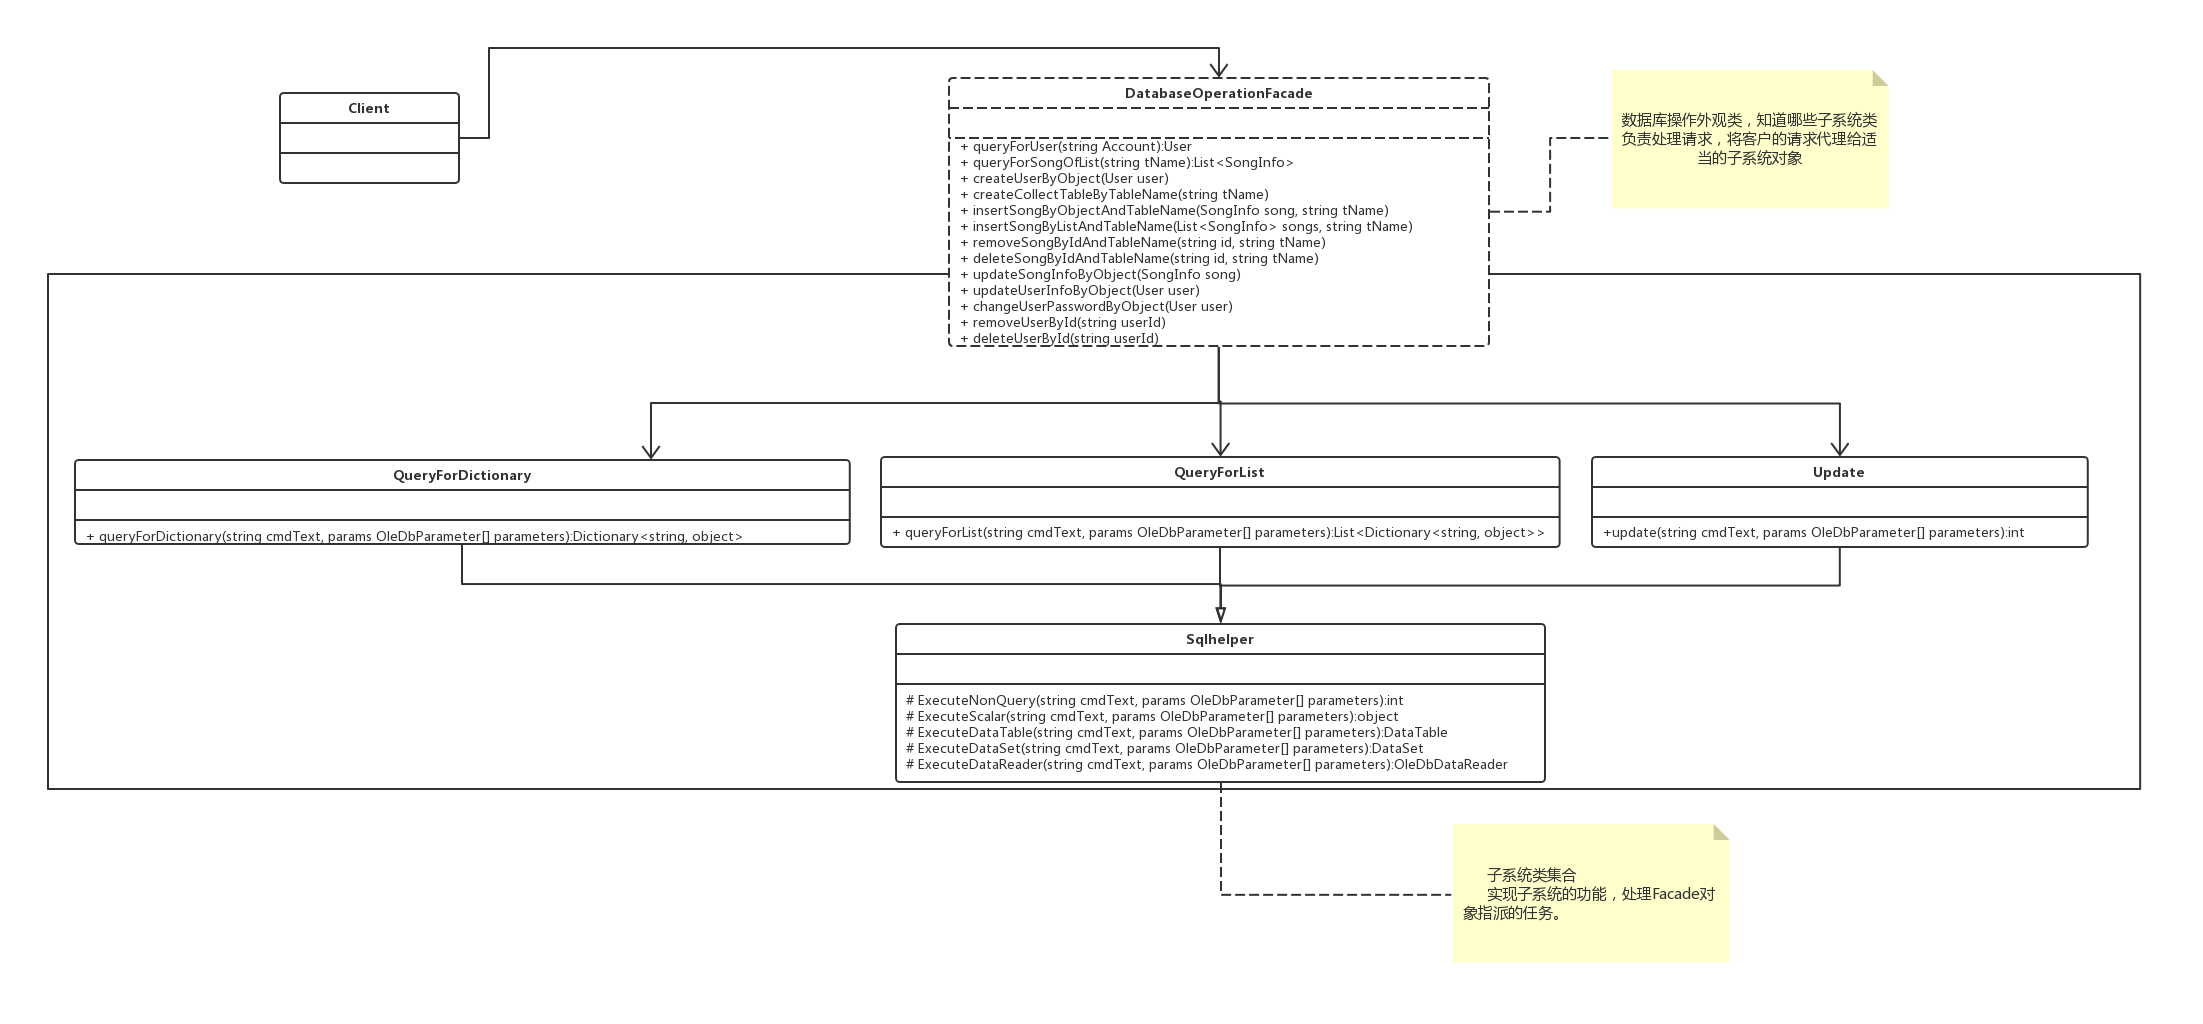 Client
DatabaseOperationFacade
+ queryForUser(string Account):User
+ queryForSongOfList(string tName):List<SongInfo>
+ createUserByObject(User user)
+ createCollectTableByTableName(string tName)
+ insertSongByObjectAndTableName(SongInfo song, string tName)
+ insertSongByListAndTableName(List<SongInfo> songs, string tName)
+ removeSongByIdAndTableName(string id, string tName)
+ deleteSongByIdAndTableName(string id, string tName)
+ updateSongInfoByObject(SongInfo song)
+ updateUserInfoByObject(User user)
+ changeUserPasswordByObject(User user)
+ removeUserById(string userId)
+ deleteUserById(string userId)
数据库操作外观类，知道哪些子系统类
负责处理请求，将客户的请求代理给适
当的子系统对象
QueryForDictionary
+ queryForDictionary(string cmdText, params OleDbParameter[] parameters):Dictionary<string, object>
QueryForList
+ queryForList(string cmdText, params OleDbParameter[] parameters):List<Dictionary<string, object>>
Update
+update(string cmdText, params OleDbParameter[] parameters):int
Sqlhelper
# ExecuteNonQuery(string cmdText, params OleDbParameter[] parameters):int
# ExecuteScalar(string cmdText, params OleDbParameter[] parameters):object
# ExecuteDataTable(string cmdText, params OleDbParameter[] parameters):DataTable
# ExecuteDataSet(string cmdText, params OleDbParameter[] parameters):DataSet
# ExecuteDataReader(string cmdText, params OleDbParameter[] parameters):OleDbDataReader
子系统类集合
实现子系统的功能，处理Facade对
象指派的任务。